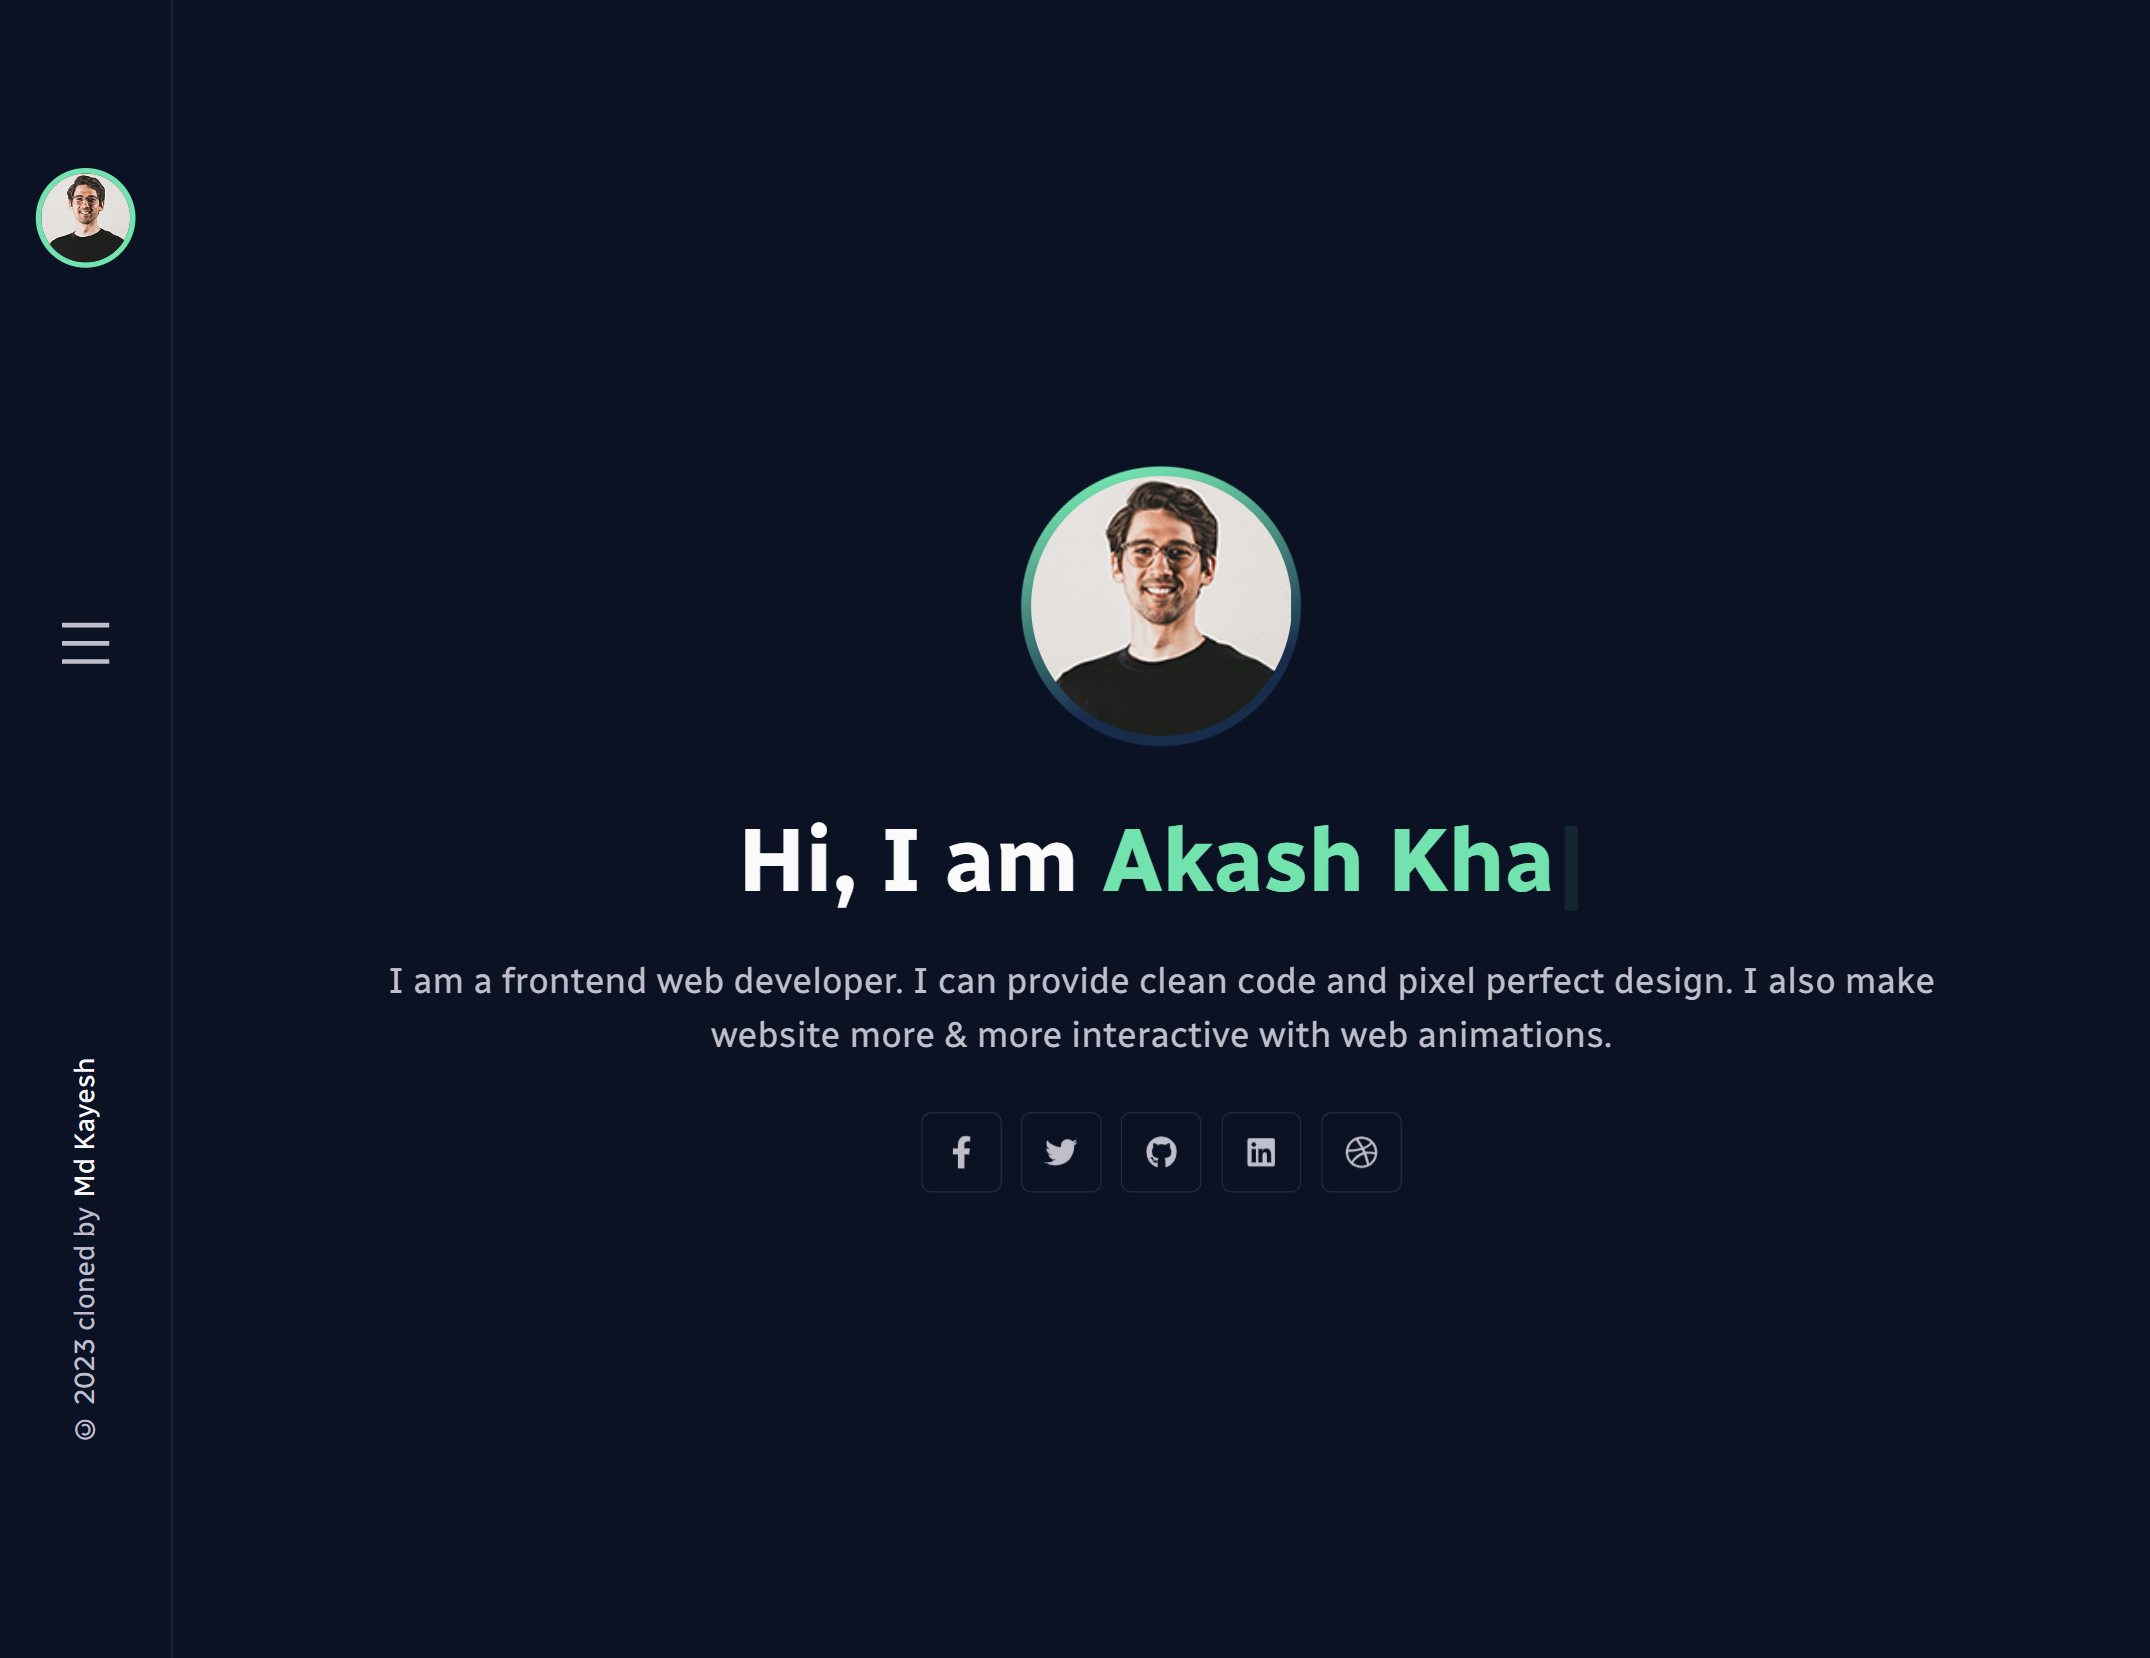 Hi, I am Akash Kha
I am a frontend web developer. I can provide clean code and pixel perfect design. I also make
website more & more interactive with web animations.
© 2023 cloned by Md Kayesh